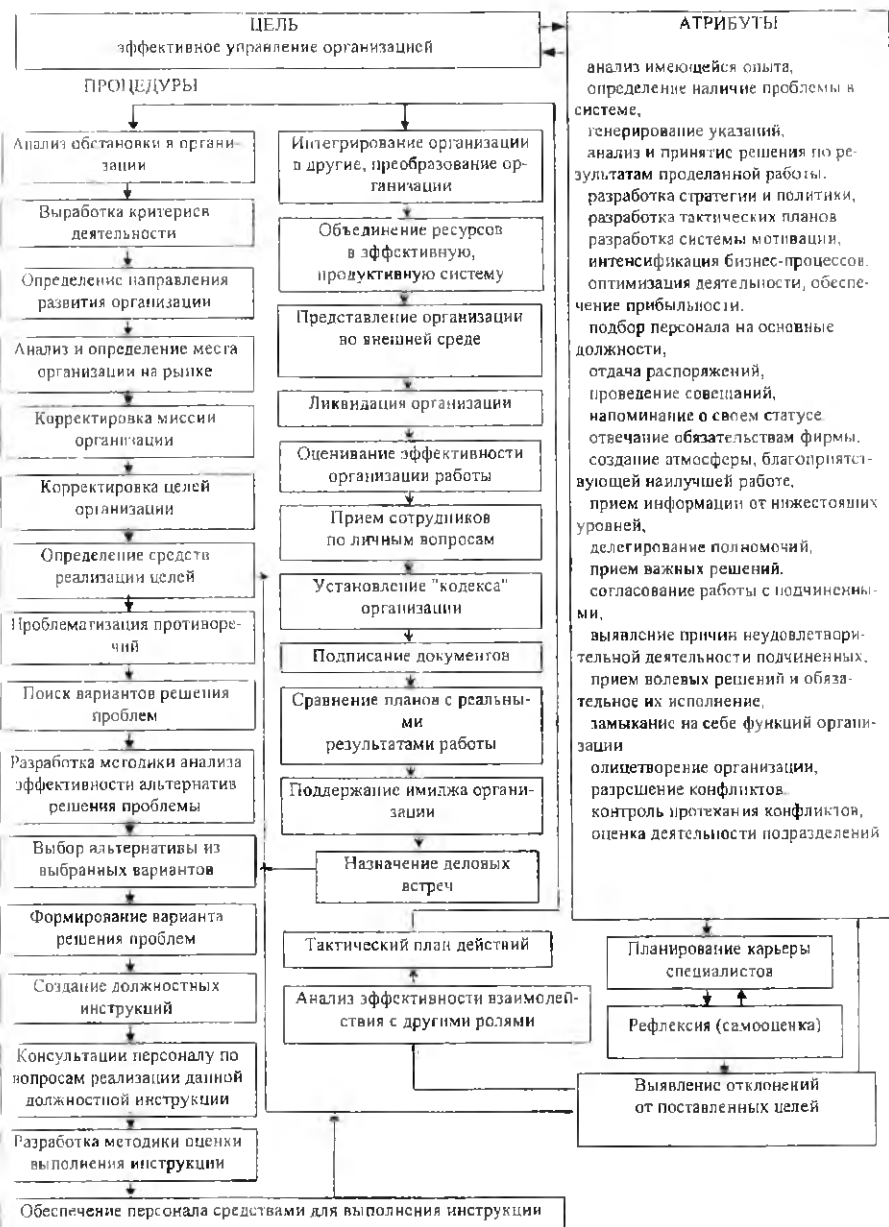 ЦЕЛЬ
эффективное управление организацией
ПРОЦЕДУРЫ
Анализ обстановки в органи-
зации
Выработка критериев
деятельности
Определение направления
развития организации
Анализ и определение места
организации на рынке
Корректировка миссии
организации
Корректировка целей
организации
Определение средств
реализации целей
Проблематизация противоре-
чий
Поиск вариантов решения
проблем
Разработка методики анализа
эффективности альтернатив
решения проблемы
Выбор альтернативы из
выбранных вариантов
Формирование варианта
решения проблем
Создание должностных
инструкций
Консультации персоналу по
вопросам реализации данной
должностной инструкции
Разработка методики оценки
выполнения инструкции
Обеспечение персонала средствами для выполнения инструкции
Интегрирование организации
в другие, преобразование ор-
ганизации
Объединение ресурсов
в эффективную,
продуктивную систему
Представление организации
во внешней среде
Ликвидация организации
Оценивание эффективности
организации работы
Прием сотрудников
по личным вопросам
Установление "кодекса"
организации
Подписание документов
Сравнение планов с реальны-
ми
результатами работы
Поддержание имиджа органи-
зации
Назначение деловых
встреч
Тактический план действий
Анализ эффективности взаимодей-
ствия с другими ролями
АТРИБУТЫ
анализ имеющейся опыта,
определение наличие проблемы в
системе,
генерирование указаний,
анализ и принятие решения по ре-
зультатам проделанной работы.
разработка стратегии и политики,
разработка тактических планов
разработка системы мотивации,
интенсификация бизнес-процессов.
оптимизация деятельности, обеспе-
чение прибыльности.
подбор персонала на основные
должности,
отдача распоряжений,
проведение совещаний,
напоминание о своем статусе
отвечание обязательствам фирмы.
создание атмосферы, благоприятст-
вующей наилучшей работе,
прием информации от нижестоящих
уровней,
делегирование полномочий,
прием важных решений.
согласование работы с подчиненны-
ми,
выявление причин неудовлетвори-
тельной деятельности подчиненных.
прием волевых решений и обяза-
тельное их исполнение,
замыкание на себе функций органи-
зации
олицетворение организации,
разрешение конфликтов
контроль протекания конфликтов,
оценка деятельности подразделений
Планирование карьеры
специалистов
Рефлексия (самооценка)
Выявление отклонений
от поставленных целей